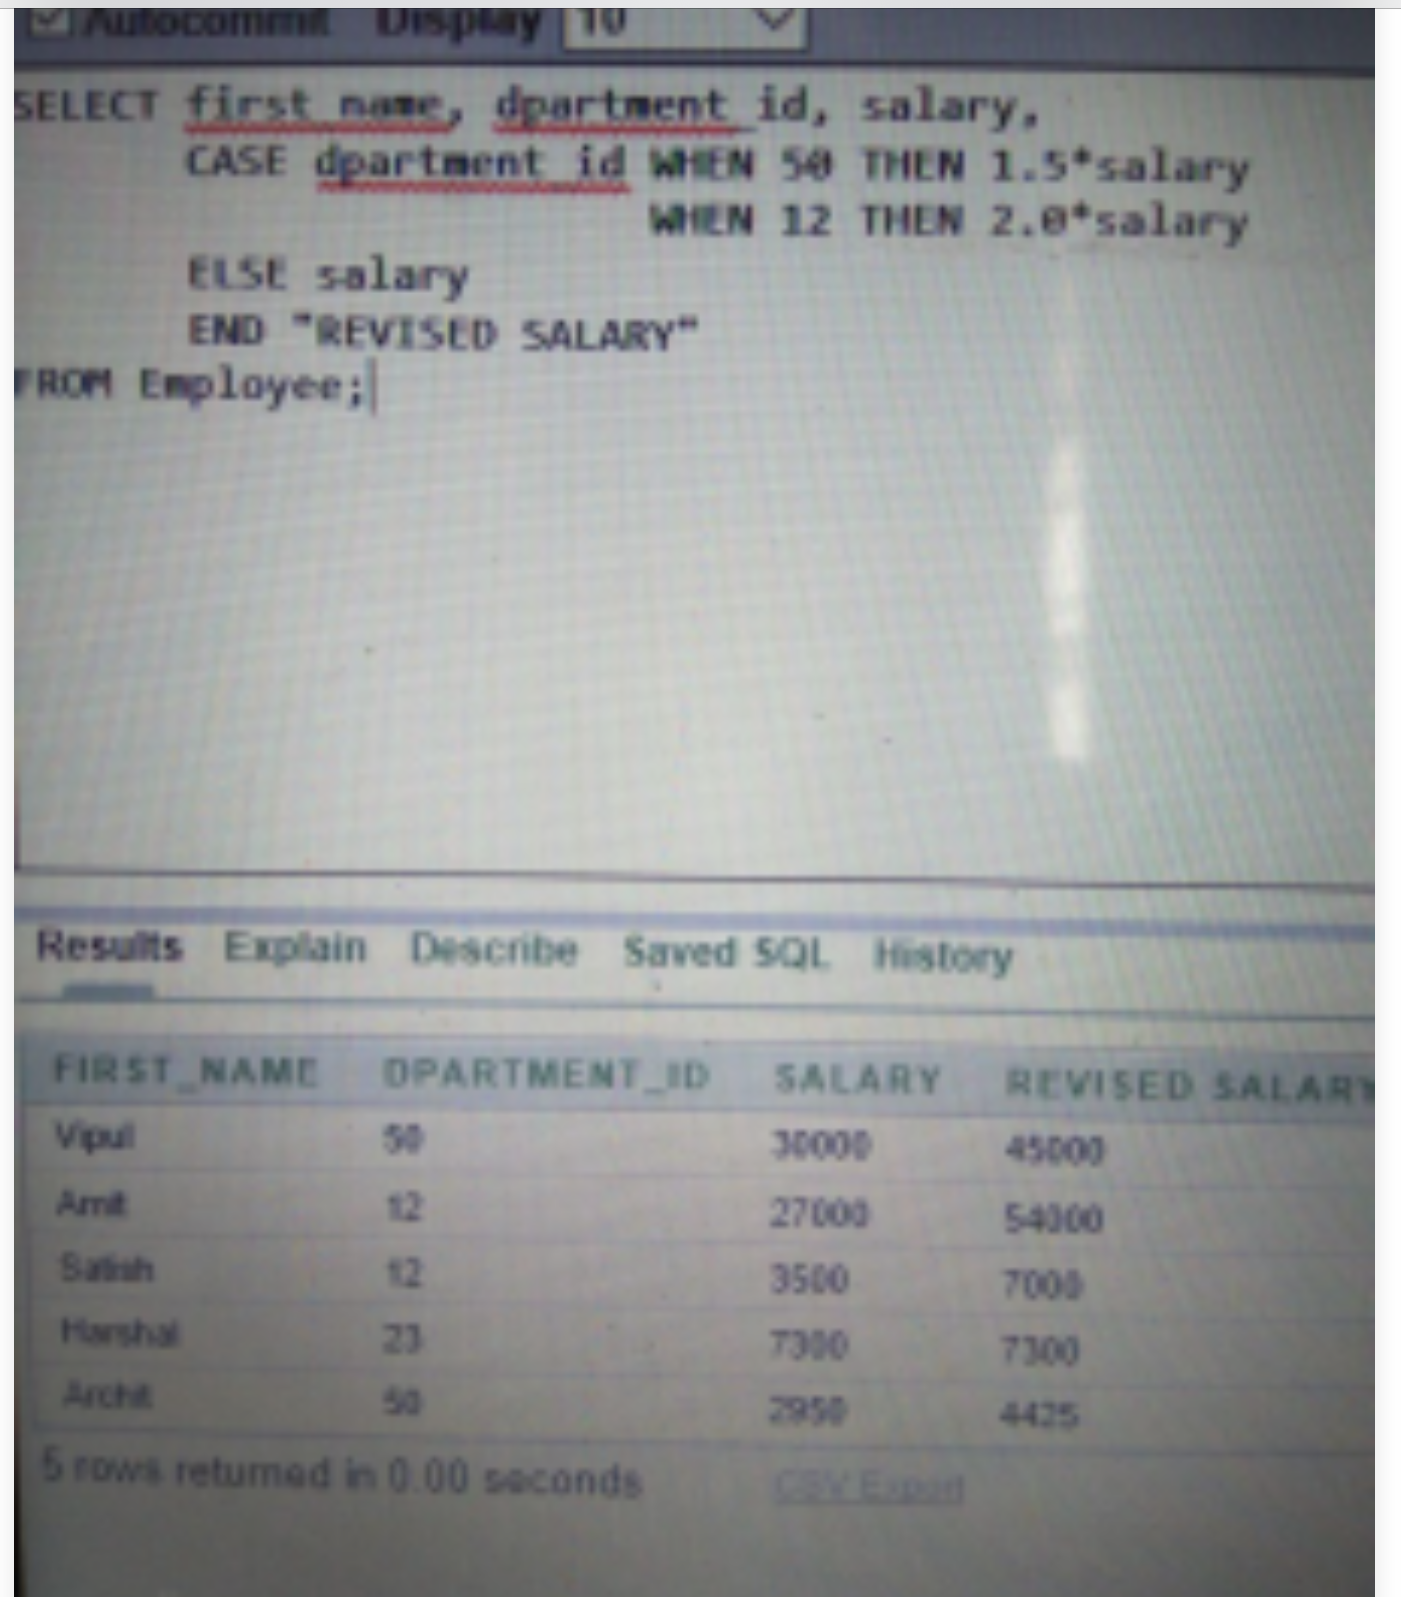 Autocommit Display 10
SELECT first_name, dpartment_id, salary,
CASE dpartment_id WHEN 50 THEN 1.5*salary
WHEN 12 THEN 2.0*salary
ELSE salary
END "REVISED SALARY"
FROM Employee;
Results Explain Describe Saved SQL History
FIRST_NAME DPARTMENT_ID SALARY REVISED SALARY
Vipul 50 30000 45000
Amit 12 27000 54000
Satish 12 3500 7000
Harshal 23 7300 7300
Archit 50 2950 4425
5 rows returned in 0.00 seconds CSV Export